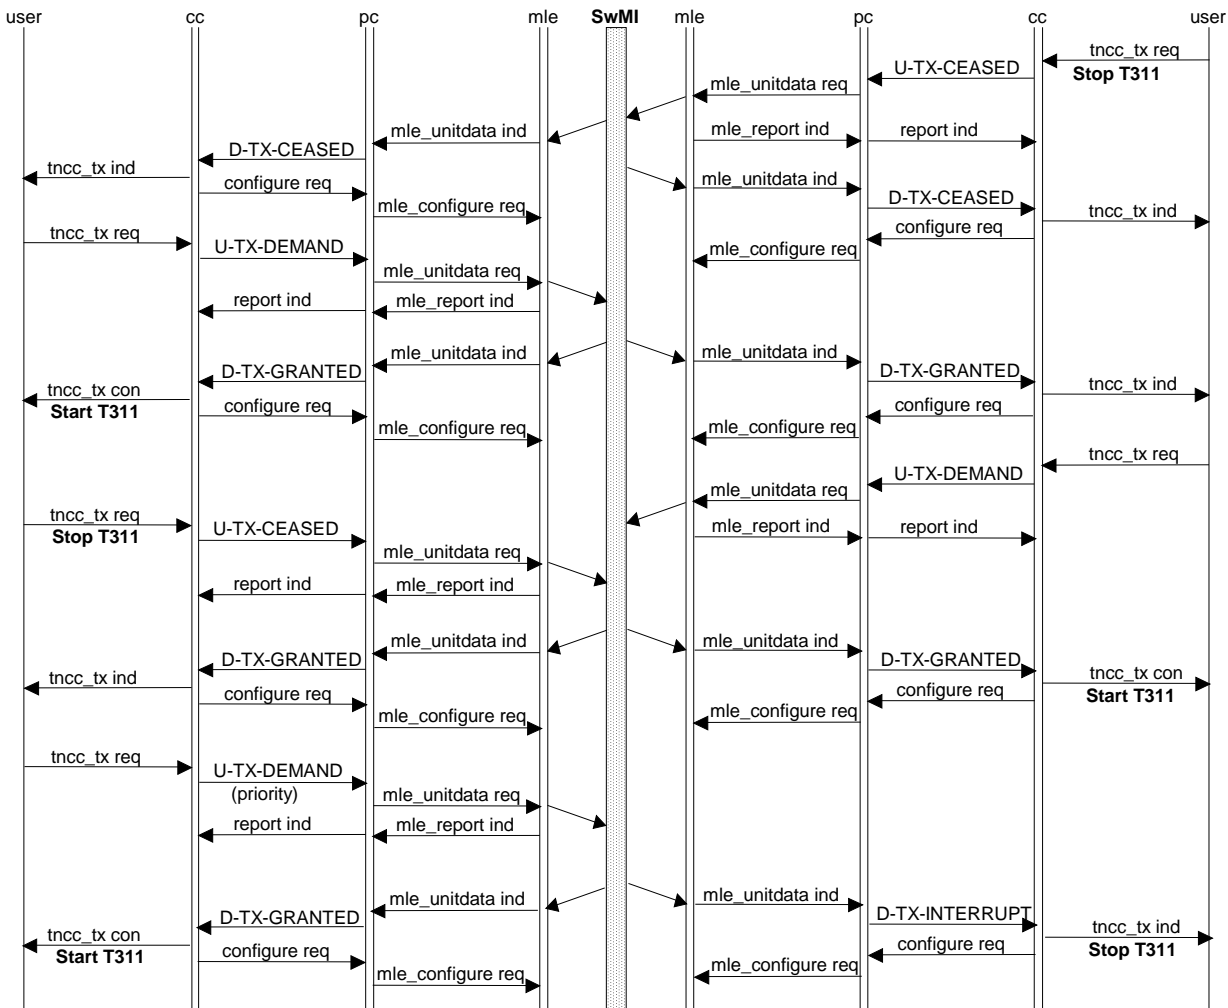 user cc pc mle SwMI mle pc cc user
tncc_tx req
U-TX-CEASED
Stop T311
mle_unitdata req
mle_unitdata ind
mle_report ind
report ind
D-TX-CEASED
tncc_tx ind
configure req
mle_unitdata ind
D-TX-CEASED
mle_configure req
tncc_tx ind
tncc_tx req
configure req
U-TX-DEMAND
mle_configure req
mle_unitdata req
report ind
mle_report ind
mle_unitdata ind
mle_unitdata ind
D-TX-GRANTED
D-TX-GRANTED
tncc_tx con
Start T311
tncc_tx ind
configure req
configure req
mle_configure req
mle_configure req
tncc_tx req
U-TX-DEMAND
mle_unitdata req
tncc_tx req
Stop T311
U-TX-CEASED
mle_report ind
report ind
mle_unitdata req
report ind
mle_report ind
mle_unitdata ind
mle_unitdata ind
D-TX-GRANTED
D-TX-GRANTED
tncc_tx ind
tncc_tx con
Start T311
configure req
configure req
mle_configure req
mle_configure req
tncc_tx req
U-TX-DEMAND
(priority)
mle_unitdata req
report ind
mle_report ind
mle_unitdata ind
mle_unitdata ind
D-TX-GRANTED
D-TX-INTERRUPT
tncc_tx con
Start T311
tncc_tx ind
Stop T311
configure req
configure req
mle_configure req
mle_configure req